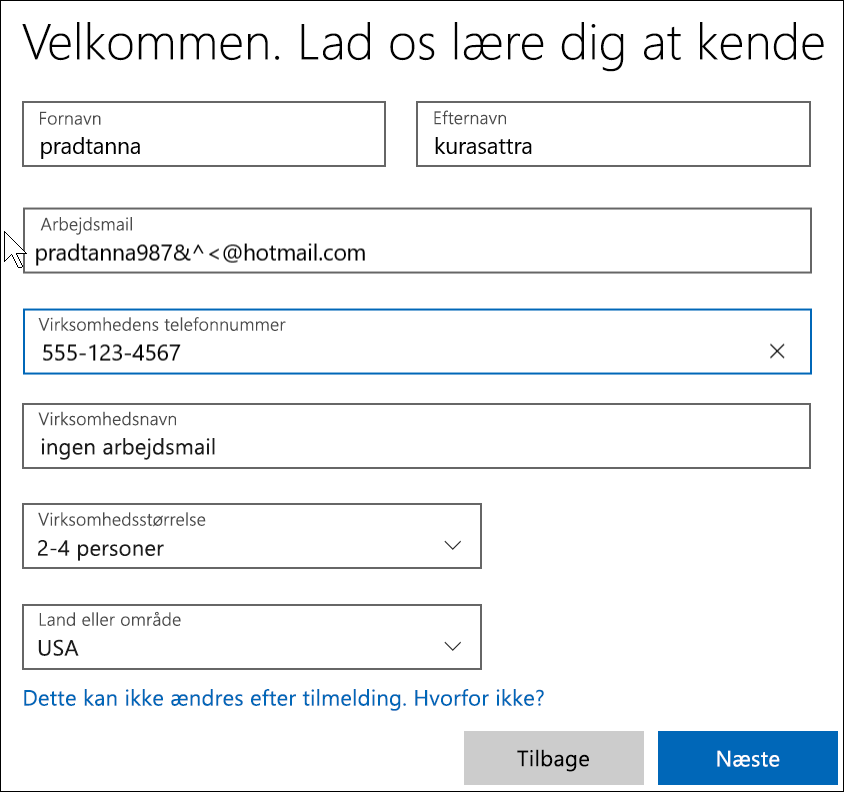 Velkommen. Lad os lære dig at kende
Fornavn
pradtanna
Efternavn
kurasattra
Arbejdsmail
pradtanna987&^<@hotmail.com
Virksomhedens telefonnummer
555-123-4567
Virksomhedsnavn
ingen arbejdsmail
Virksomhedsstørrelse
2-4 personer
Land eller område
USA
Dette kan ikke ændres efter tilmelding. Hvorfor ikke?
Tilbage
Næste